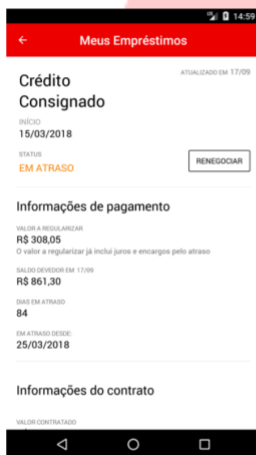 14:59
Meus Empréstimos
Crédito
Consignado
ATUALIZADO EM 17/09
INÍCIO
15/03/2018
STATUS
EM ATRASO
RENEGOCIAR
Informações de pagamento
VALOR A REGULARIZAR
R$ 308,05
O valor a regularizar já inclui juros e encargos pelo atraso
SALDO DEVEDOR EM 17/09
R$ 861,30
DIAS EM ATRASO
84
EM ATRASO DESDE:
25/03/2018
Informações do contrato
VALOR CONTRATADO